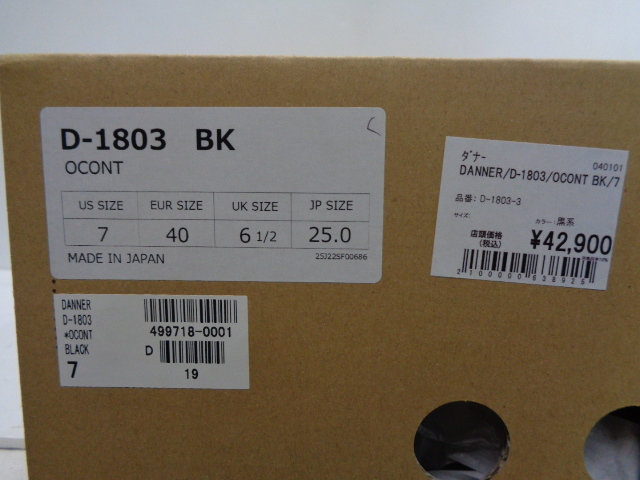 D-1803 BK
OCONT
US SIZE EUR SIZE UK SIZE JP SIZE
7 40 6 1/2 25.0
MADE IN JAPAN 25J22SF00686
DANNER
D-1803
*OCONT
BLACK
7
499718-0001
D
19
ダナー 040101
DANNER/D-1803/OCONT BK/7
品番: D-1803-3
サイズ: カラー: 黒系
店頭価格
(税込)
¥42,900
2100000638925